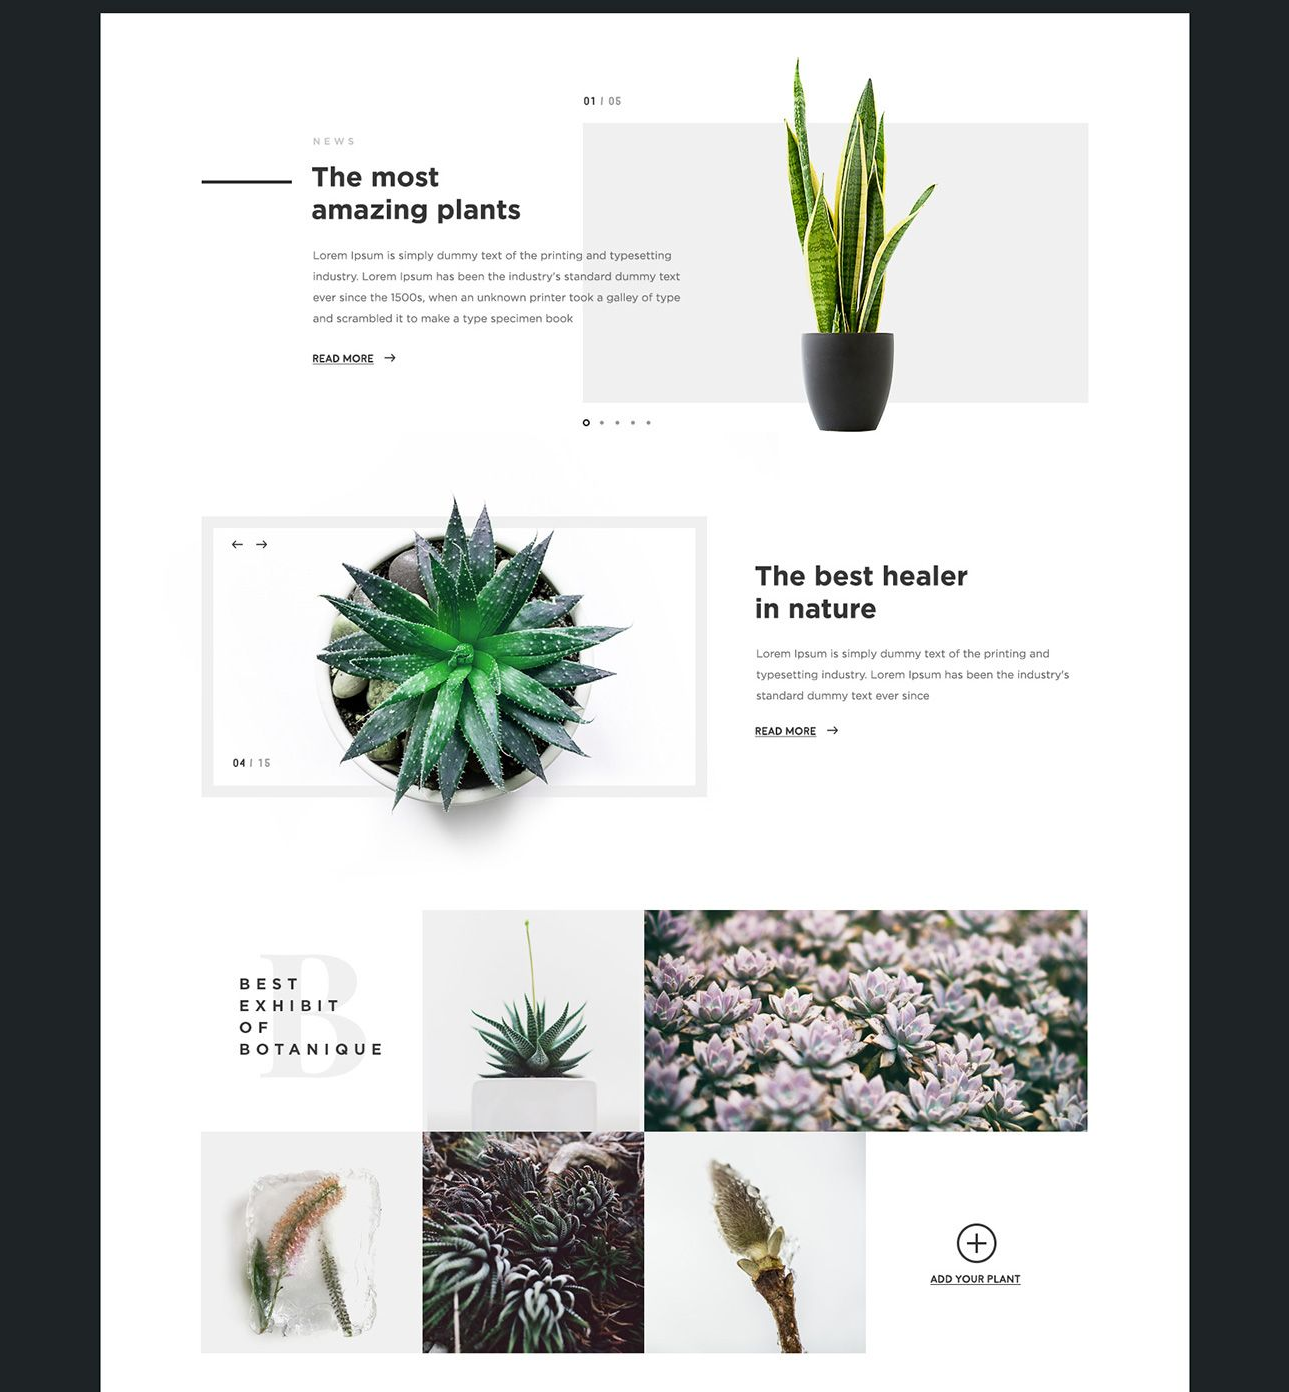 01 / 05
NEWS
The most
amazing plants
Lorem Ipsum is simply dummy text of the printing and typesetting
industry. Lorem Ipsum has been the industry's standard dummy text
ever since the 1500s, when an unknown printer took a galley of type
and scrambled it to make a type specimen book
READ MORE
The best healer
in nature
Lorem Ipsum is simply dummy text of the printing and
typesetting industry. Lorem Ipsum has been the industry's
standard dummy text ever since
READ MORE
04 / 15
B
BEST
EXHIBIT
OF
BOTANIQUE
ADD YOUR PLANT